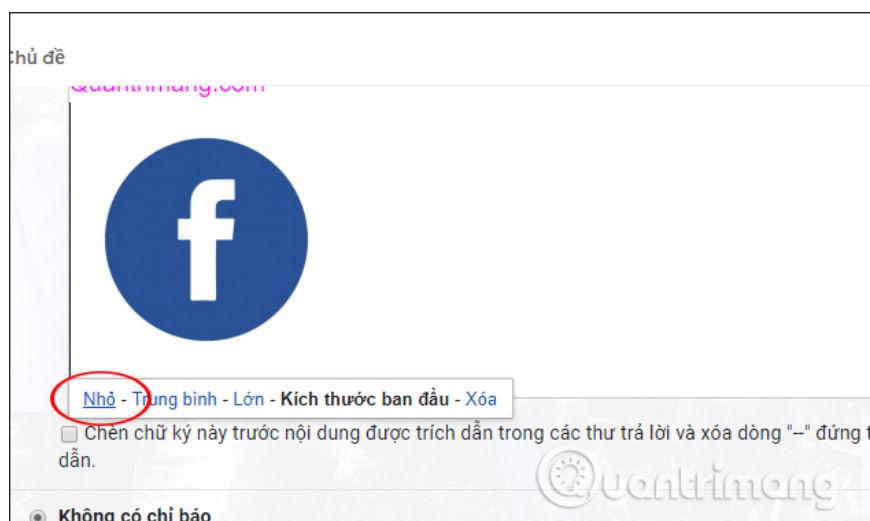 Chủ đề
Quantrimang.com
f
Nhỏ - Trung bình - Lớn - Kích thước ban đầu - Xóa
Chèn chữ ký này trước nội dung được trích dẫn trong các thư trả lời và xóa dòng "--" đứng t
dẫn.
Quantrimang
Không có chỉ báo